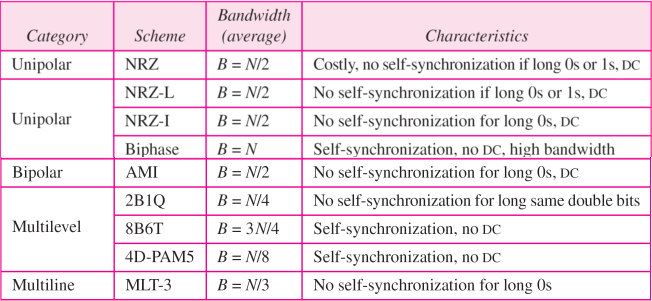 Category Scheme Bandwidth (average) Characteristics
Unipolar NRZ B = N/2 Costly, no self-synchronization if long 0s or 1s, DC
Unipolar NRZ-L B = N/2 No self-synchronization if long 0s or 1s, DC
NRZ-I B = N/2 No self-synchronization for long 0s, DC
Biphase B = N Self-synchronization, no DC, high bandwidth
Bipolar AMI B = N/2 No self-synchronization for long 0s, DC
Multilevel 2B1Q B = N/4 No self-synchronization for long same double bits
8B6T B = 3N/4 Self-synchronization, no DC
4D-PAM5 B = N/8 Self-synchronization, no DC
Multiline MLT-3 B = N/3 No self-synchronization for long 0s